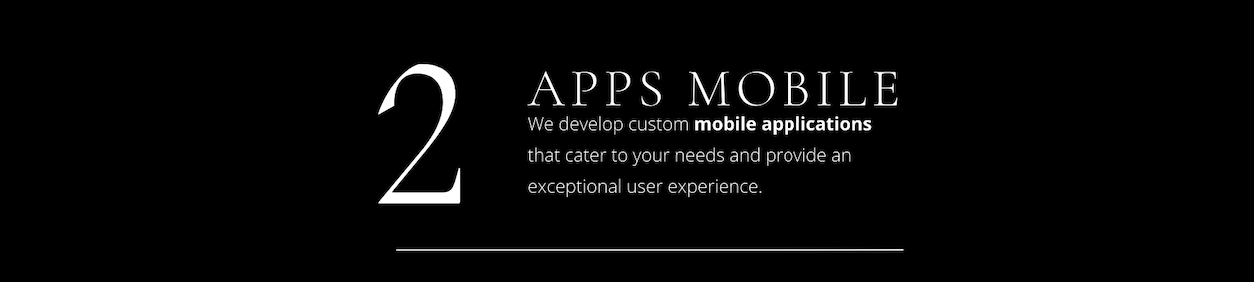 2
APPS MOBILE
We develop custom mobile applications
that cater to your needs and provide an
exceptional user experience.